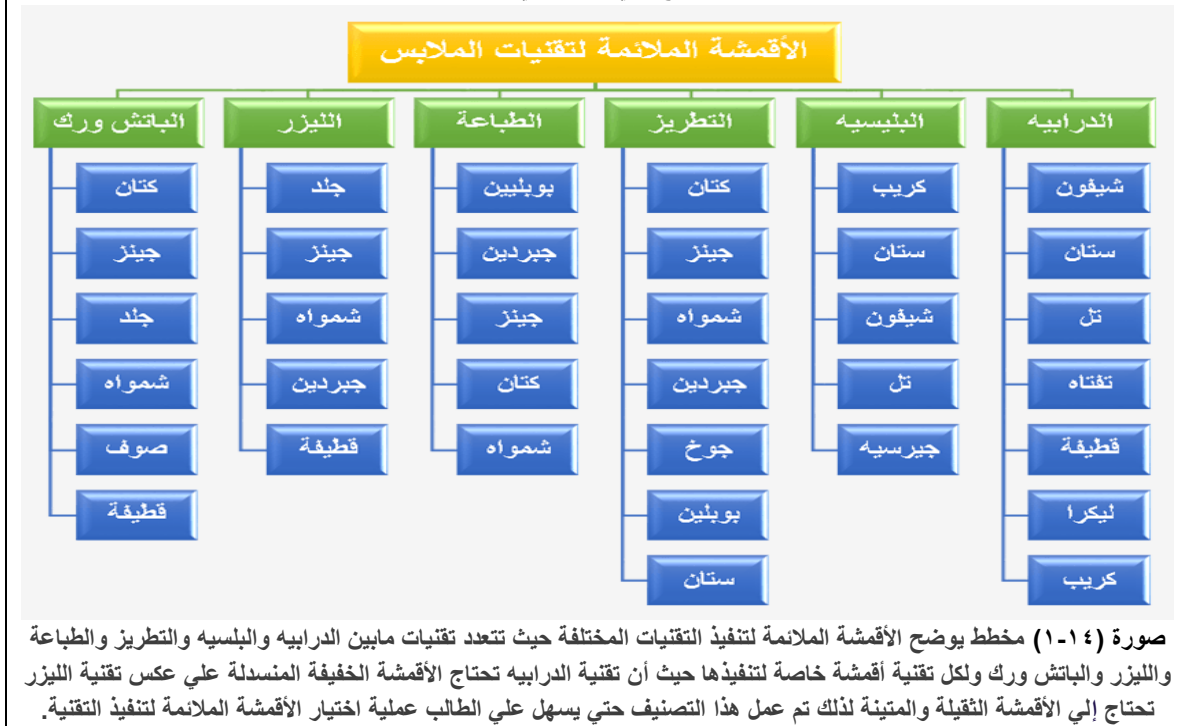 الأقمشة الملائمة لتقنيات الملابس
الدرابيه
البليسيه
التطريز
الطباعة
الليزر
الباتش ورك
شيفون
ستان
تل
تفتاه
قطيفة
ليكرا
كريب
كريب
ستان
شيفون
تل
جيرسيه
كتان
جينز
شمواه
جبردين
جوخ
بوبلين
ستان
بوبليين
جبردين
جينز
كتان
شمواه
جلد
جينز
شمواه
جبردين
قطيفة
كتان
جينز
جلد
شمواه
صوف
قطيفة
صورة (١٤-١) مخطط يوضح الأقمشة الملائمة لتنفيذ التقنيات المختلفة حيث تتعدد تقنيات مابين الدرابيه والبلسيه والتطريز والطباعة
والليزر والباتش ورك ولكل تقنية أقمشة خاصة لتنفيذها حيث أن تقنية الدرابيه تحتاج الأقمشة الخفيفة المنسدلة علي عكس تقنية الليزر
تحتاج إلي الأقمشة الثقيلة والمتينة لذلك تم عمل هذا التصنيف حتي يسهل علي الطالب عملية اختيار الأقمشة الملائمة لتنفيذ التقنية.